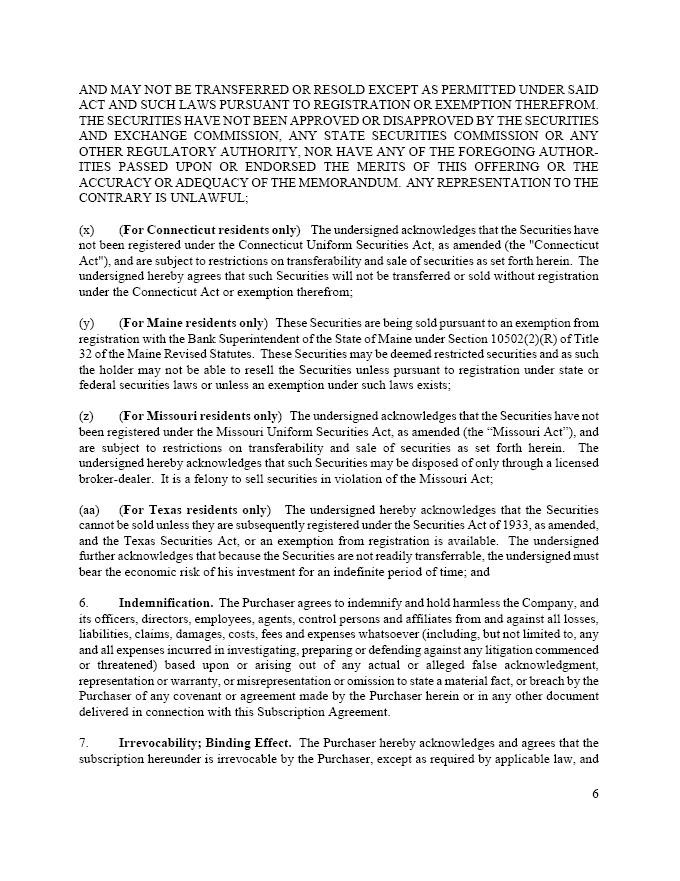 AND MAY NOT BE TRANSFERRED OR RESOLD EXCEPT AS PERMITTED UNDER SAID
ACT AND SUCH LAWS PURSUANT TO REGISTRATION OR EXEMPTION THEREFROM.
THE SECURITIES HAVE NOT BEEN APPROVED OR DISAPPROVED BY THE SECURITIES
AND EXCHANGE COMMISSION, ANY STATE SECURITIES COMMISSION OR ANY
OTHER REGULATORY AUTHORITY, NOR HAVE ANY OF THE FOREGOING AUTHOR-
ITIES PASSED UPON OR ENDORSED THE MERITS OF THIS OFFERING OR THE
ACCURACY OR ADEQUACY OF THE MEMORANDUM. ANY REPRESENTATION TO THE
CONTRARY IS UNLAWFUL;
(x) (For Connecticut residents only) The undersigned acknowledges that the Securities have
not been registered under the Connecticut Uniform Securities Act, as amended (the "Connecticut
Act"), and are subject to restrictions on transferability and sale of securities as set forth herein. The
undersigned hereby agrees that such Securities will not be transferred or sold without registration
under the Connecticut Act or exemption therefrom;
(y) (For Maine residents only) These Securities are being sold pursuant to an exemption from
registration with the Bank Superintendent of the State of Maine under Section 10502(2)(R) of Title
32 of the Maine Revised Statutes. These Securities may be deemed restricted securities and as such
the holder may not be able to resell the Securities unless pursuant to registration under state or
federal securities laws or unless an exemption under such laws exists;
(z) (For Missouri residents only) The undersigned acknowledges that the Securities have not
been registered under the Missouri Uniform Securities Act, as amended (the “Missouri Act”), and
are subject to restrictions on transferability and sale of securities as set forth herein. The
undersigned hereby acknowledges that such Securities may be disposed of only through a licensed
broker-dealer. It is a felony to sell securities in violation of the Missouri Act;
(aa) (For Texas residents only) The undersigned hereby acknowledges that the Securities
cannot be sold unless they are subsequently registered under the Securities Act of 1933, as amended,
and the Texas Securities Act, or an exemption from registration is available. The undersigned
further acknowledges that because the Securities are not readily transferrable, the undersigned must
bear the economic risk of his investment for an indefinite period of time; and
6. Indemnification. The Purchaser agrees to indemnify and hold harmless the Company, and
its officers, directors, employees, agents, control persons and affiliates from and against all losses,
liabilities, claims, damages, costs, fees and expenses whatsoever (including, but not limited to, any
and all expenses incurred in investigating, preparing or defending against any litigation commenced
or threatened) based upon or arising out of any actual or alleged false acknowledgment,
representation or warranty, or misrepresentation or omission to state a material fact, or breach by the
Purchaser of any covenant or agreement made by the Purchaser herein or in any other document
delivered in connection with this Subscription Agreement.
7. Irrevocability; Binding Effect. The Purchaser hereby acknowledges and agrees that the
subscription hereunder is irrevocable by the Purchaser, except as required by applicable law, and
6